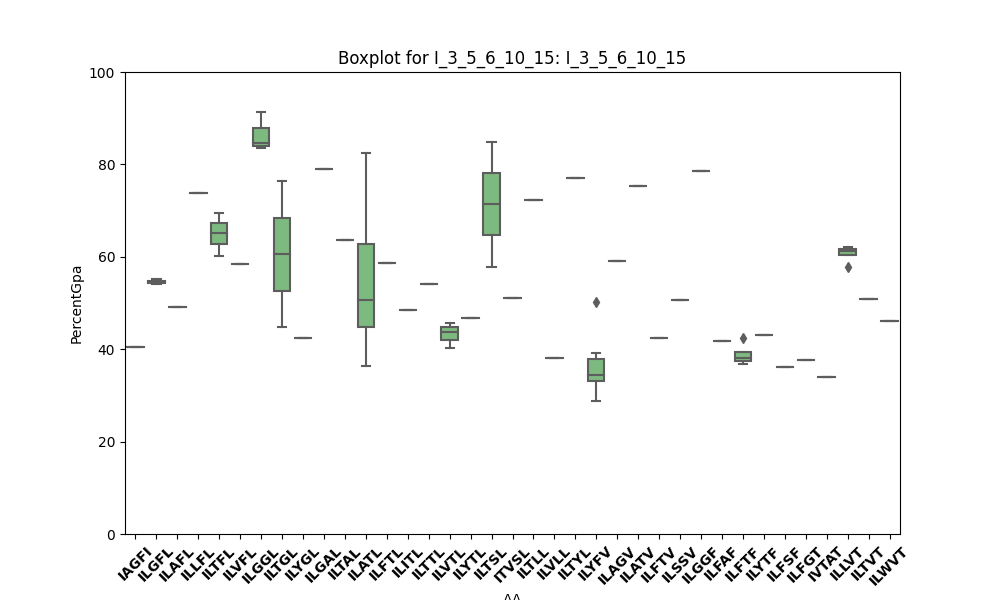 Boxplot for I_3_5_6_10_15: I_3_5_6_10_15
100
80
60
40
20
0
PercentGpa
IAGFI
ILGFL
ILAFL
ILLFL
ILTFL
ILVFL
ILGGL
ILTGL
ILYGL
ILGAL
ILTAL
ILATL
ILFTL
ILITL
ILTTL
ILVTL
ILYTL
ILTSL
ITVSL
ILTLL
ILVLL
ILTYL
ILYFV
ILAGV
ILATV
ILFTV
ILSSV
ILGGF
ILFAF
ILFTF
ILYTF
ILFSF
ILFGT
IVTAT
ILLVT
ILTVT
ILWVT
AA